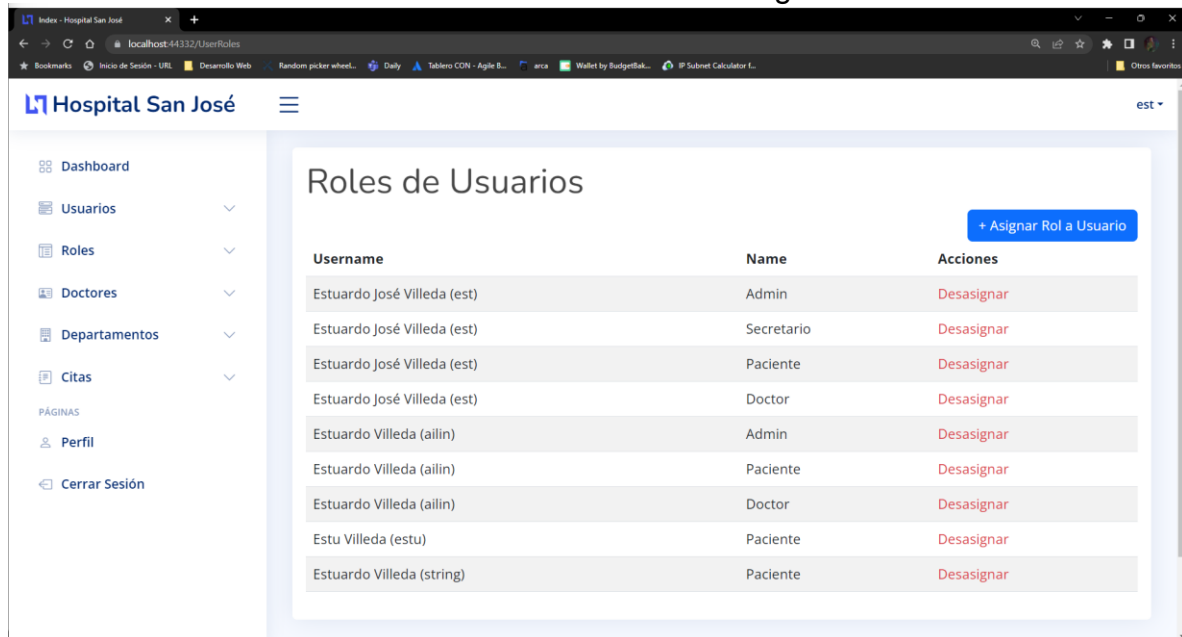 Index - Hospital San José
localhost:44332/UserRoles
Bookmarks Inicio de Sesión - URL Desarrollo Web Random picker wheel... Daily Tablero CON - Agile B... arca Wallet by BudgetBak... IP Subnet Calculator f... Otros favoritos
Hospital San José est
Dashboard
Usuarios
Roles
Doctores
Departamentos
Citas
PÁGINAS
Perfil
Cerrar Sesión
Roles de Usuarios
+ Asignar Rol a Usuario
Username Name Acciones
Estuardo José Villeda (est) Admin Desasignar
Estuardo José Villeda (est) Secretario Desasignar
Estuardo José Villeda (est) Paciente Desasignar
Estuardo José Villeda (est) Doctor Desasignar
Estuardo Villeda (ailin) Admin Desasignar
Estuardo Villeda (ailin) Paciente Desasignar
Estuardo Villeda (ailin) Doctor Desasignar
Estu Villeda (estu) Paciente Desasignar
Estuardo Villeda (string) Paciente Desasignar